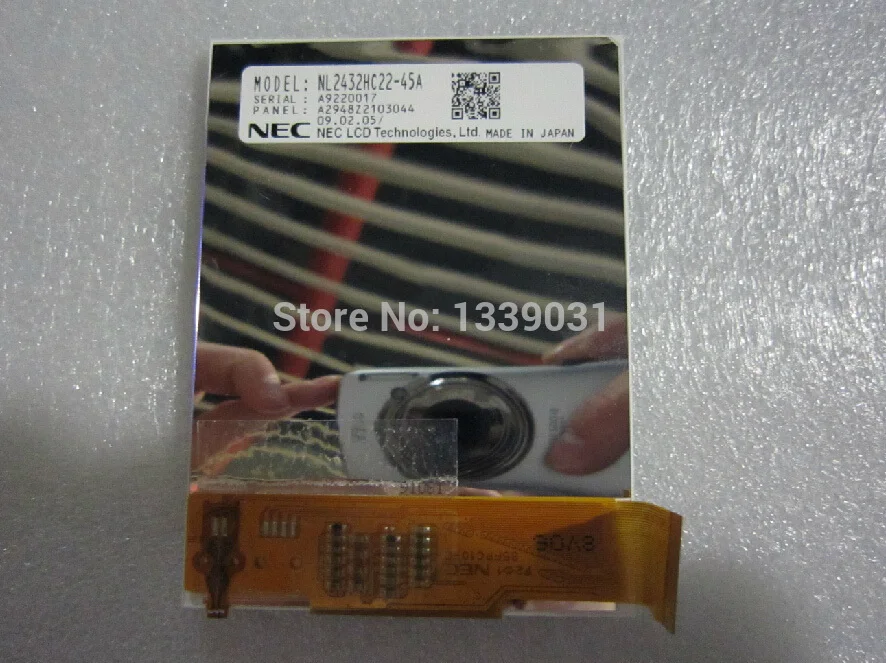 MODEL: NL2432HC22-45A
SERIAL: A9220017
PANEL: A2948Z2103044
09.02.05/
NEC NEC LCD Technologies, Ltd. MADE IN JAPAN
Store No: 1339031
NEC